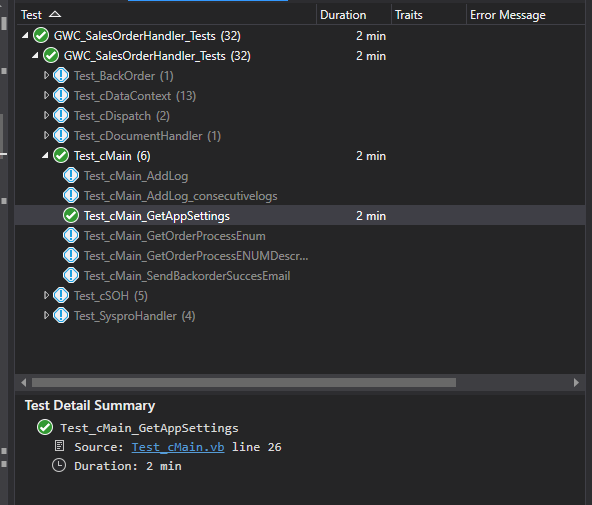 Test Duration Traits Error Message
GWC_SalesOrderHandler_Tests (32) 2 min
GWC_SalesOrderHandler_Tests (32) 2 min
Test_BackOrder (1)
Test_cDataContext (13)
Test_cDispatch (2)
Test_cDocumentHandler (1)
Test_cMain (6) 2 min
Test_cMain_AddLog
Test_cMain_AddLog_consecutivelogs
Test_cMain_GetAppSettings 2 min
Test_cMain_GetOrderProcessEnum
Test_cMain_GetOrderProcessENUMDescr...
Test_cMain_SendBackorderSuccesEmail
Test_cSOH (5)
Test_SysproHandler (4)
Test Detail Summary
Test_cMain_GetAppSettings
Source: Test_cMain.vb line 26
Duration: 2 min